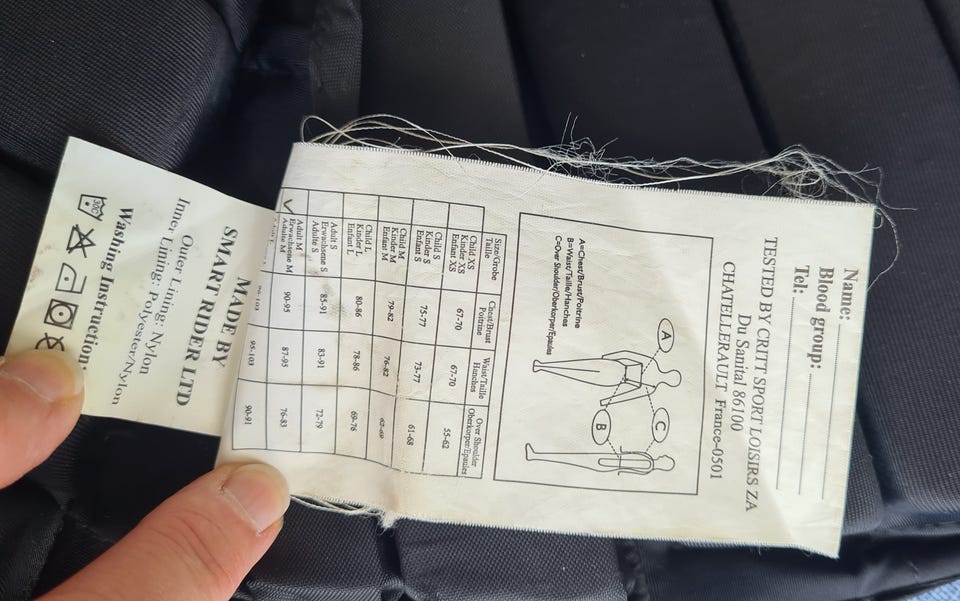 Name:
Blood group:
Tel:
TESTED BY CRITT SPORT LOISIRS ZA
Du Sanital 86100
CHATELLERAULT France-0501
A
C
B
A=Chest/Brust/Poitrine
B=Waist/Taille/Hanches
C=Over Shoulder/Oberkorper/Epaules
Size/Grobe Taille
Chest/Brust Poitrine
Waist/Taille Hanches
Over Shoulder Oberkorper/Epaules
Child XS Kinder XS Enfant XS
67-70
67-70
55-62
Child S Kinder S Enfant S
75-77
73-77
61-68
Child M Kinder M Enfant M
79-82
76-82
62-69
Child L Kinder L Enfant L
80-86
78-86
69-76
Adult S Erwachsene S Adulte S
85-91
83-91
72-79
Adult M Erwachsene M Adulte M
90-95
87-95
76-83
95-103
90-91
MADE BY
SMART RIDER LTD
Outer Lining: Nylon
Inner Lining: Polyester/Nylon
Washing Instruction:
30C